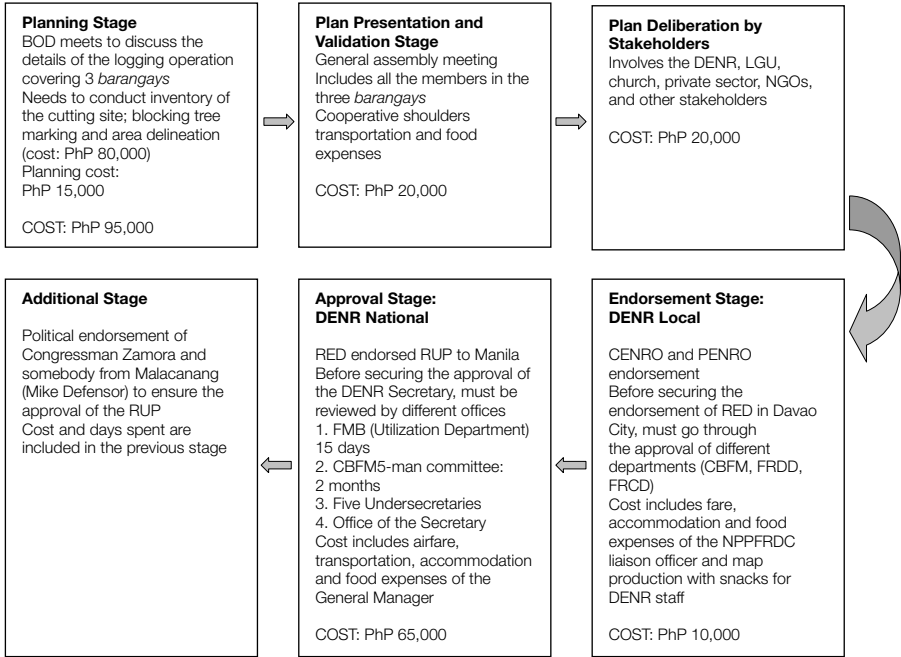 Planning Stage
BOD meets to discuss the
details of the logging operation
covering 3 barangays
Needs to conduct inventory of
the cutting site; blocking tree
marking and area delineation
(cost: PhP 80,000)
Planning cost:
PhP 15,000
COST: PhP 95,000
Plan Presentation and
Validation Stage
General assembly meeting
Includes all the members in the
three barangays
Cooperative shoulders
transportation and food
expenses
COST: PhP 20,000
Plan Deliberation by
Stakeholders
Involves the DENR, LGU,
church, private sector, NGOs,
and other stakeholders
COST: PhP 20,000
Endorsement Stage:
DENR Local
CENRO and PENRO
endorsement
Before securing the
endorsement of RED in Davao
City, must go through
the approval of different
departments (CBFM, FRDD,
FRCD)
Cost includes fare,
accommodation and food
expenses of the NPPFRDC
liaison officer and map
production with snacks for
DENR staff
COST: PhP 10,000
Approval Stage:
DENR National
RED endorsed RUP to Manila
Before securing the approval of
the DENR Secretary, must be
reviewed by different offices
1. FMB (Utilization Department)
15 days
2. CBFM5-man committee:
2 months
3. Five Undersecretaries
4. Office of the Secretary
Cost includes airfare,
transportation, accommodation
and food expenses of the
General Manager
COST: PhP 65,000
Additional Stage
Political endorsement of
Congressman Zamora and
somebody from Malacanang
(Mike Defensor) to ensure the
approval of the RUP
Cost and days spent are
included in the previous stage